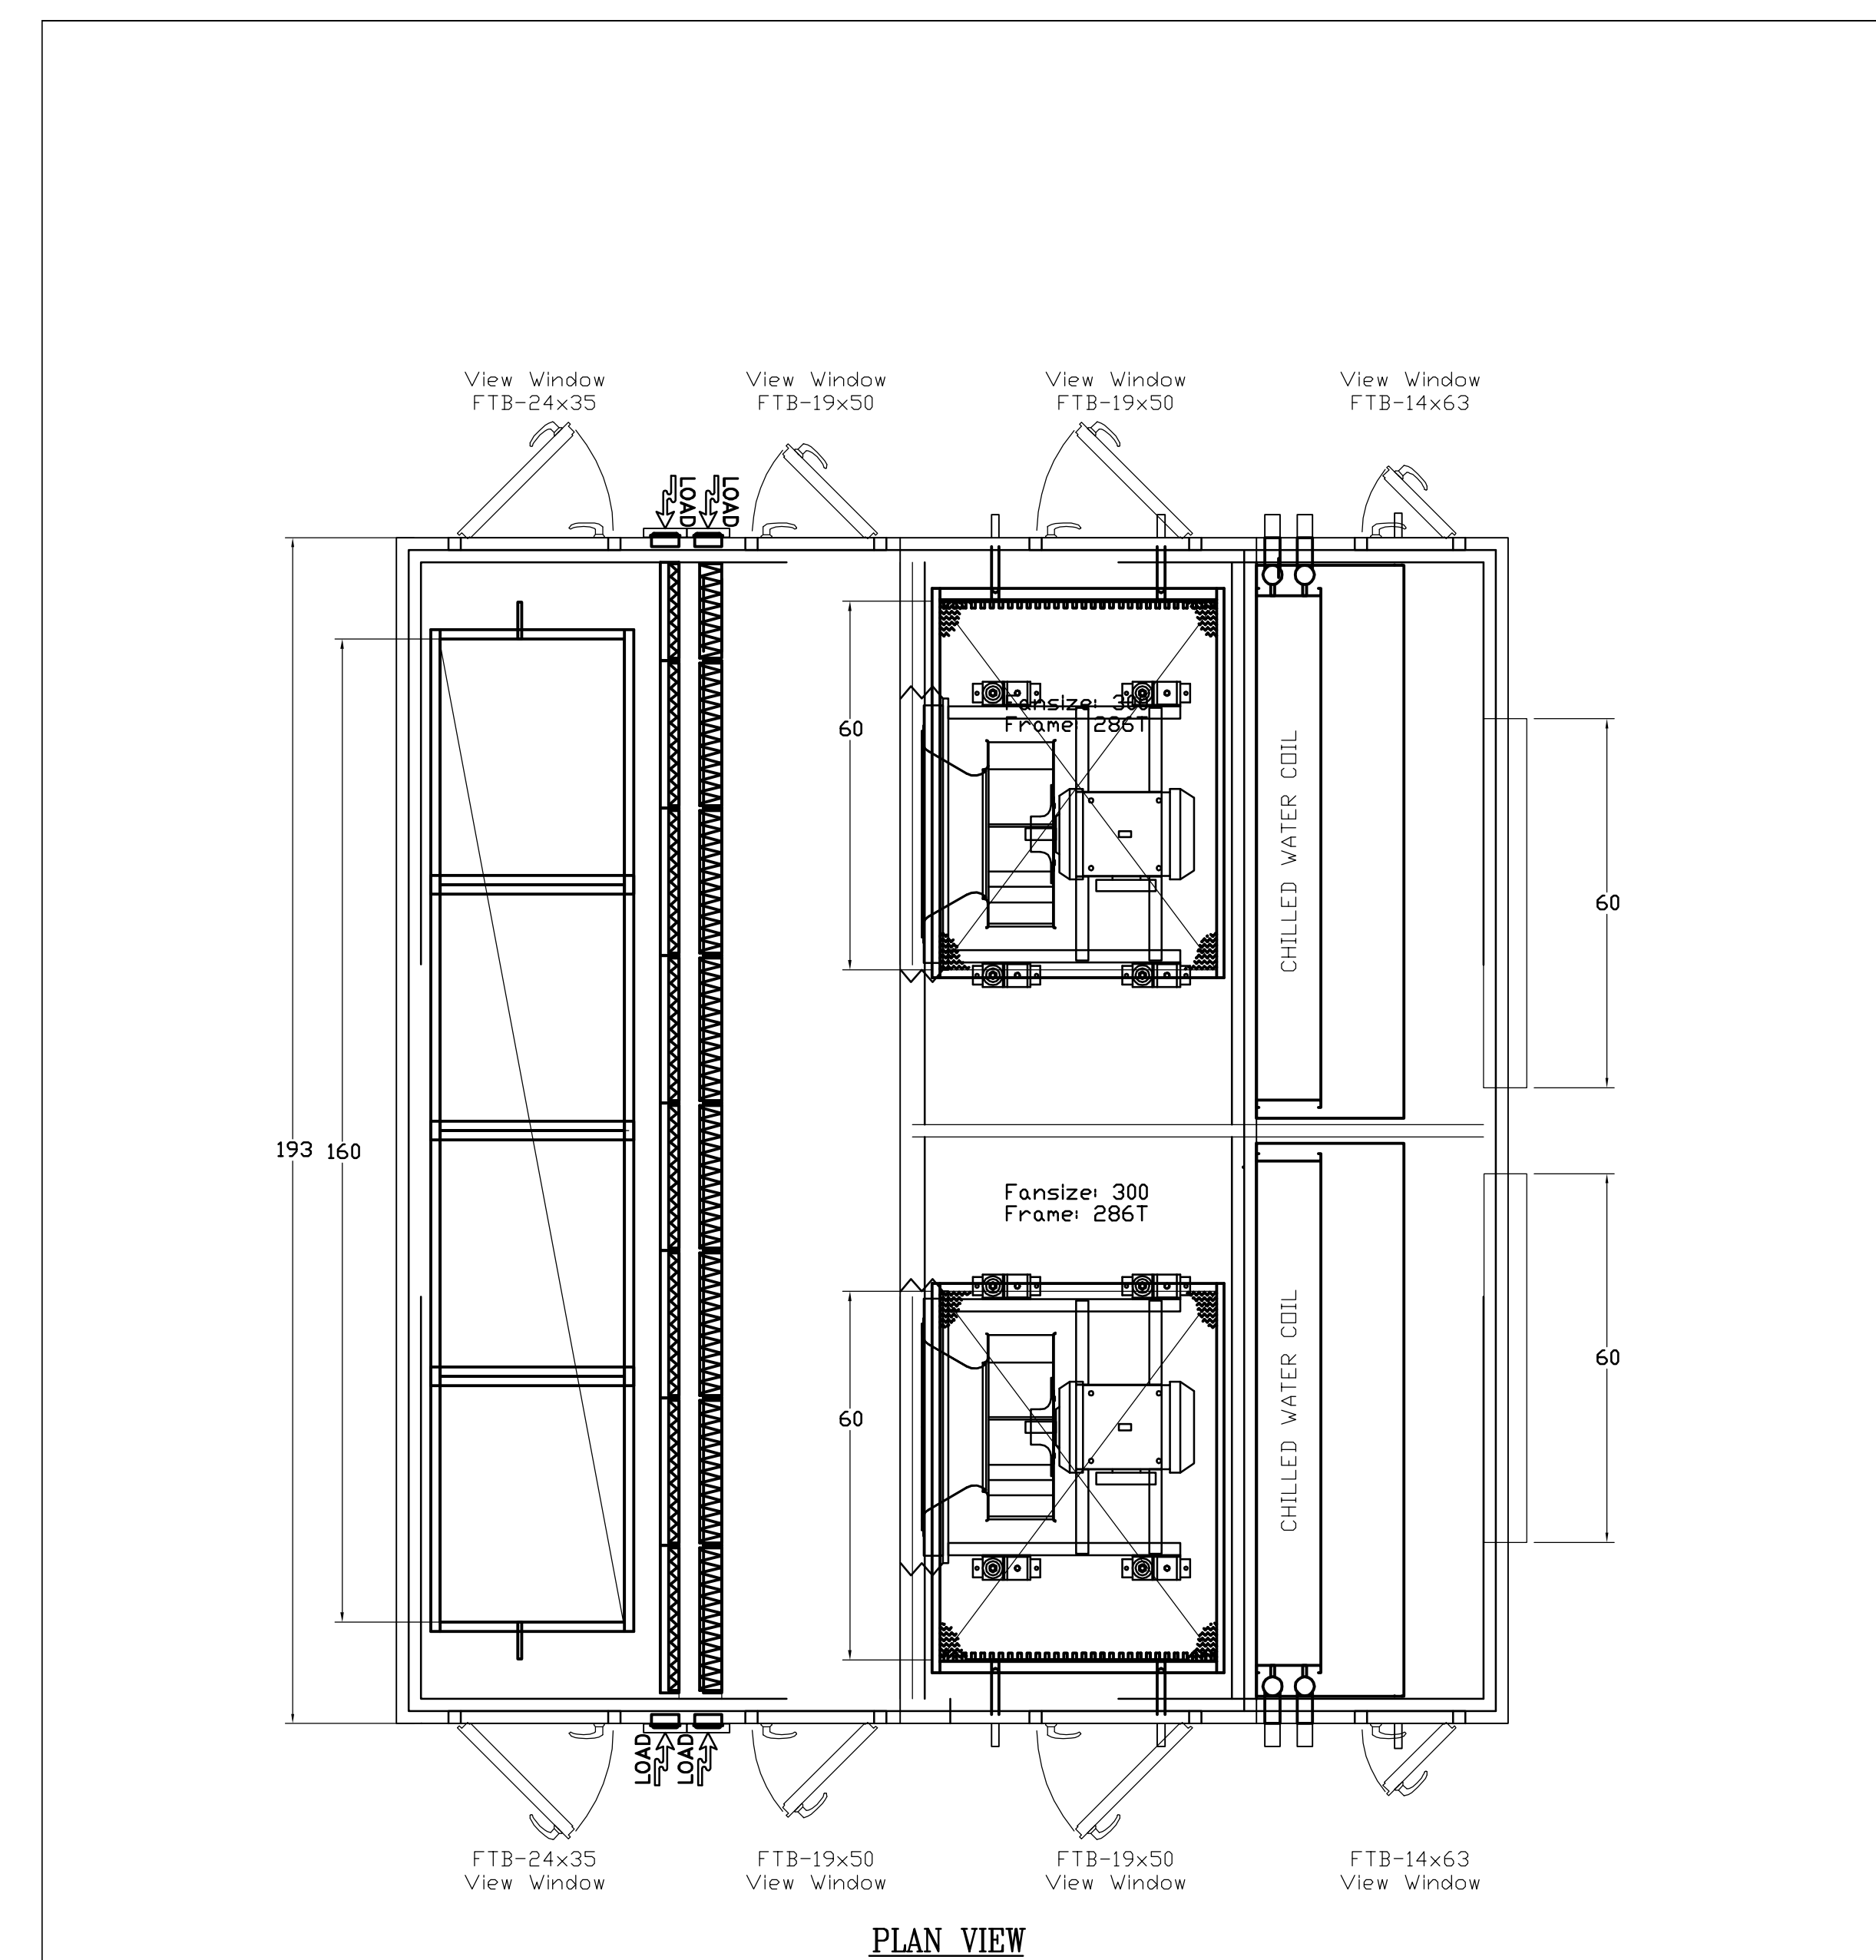 View Window
FTB-24x35
View Window
FTB-19x50
View Window
FTB-19x50
View Window
FTB-14x63
LOAD
LOAD
60
Fansize: 300
Frame: 286T
CHILLED WATER COIL
60
193
160
Fansize: 300
Frame: 286T
60
CHILLED WATER COIL
60
LOAD
LOAD
FTB-24x35
View Window
FTB-19x50
View Window
FTB-19x50
View Window
FTB-14x63
View Window
PLAN VIEW